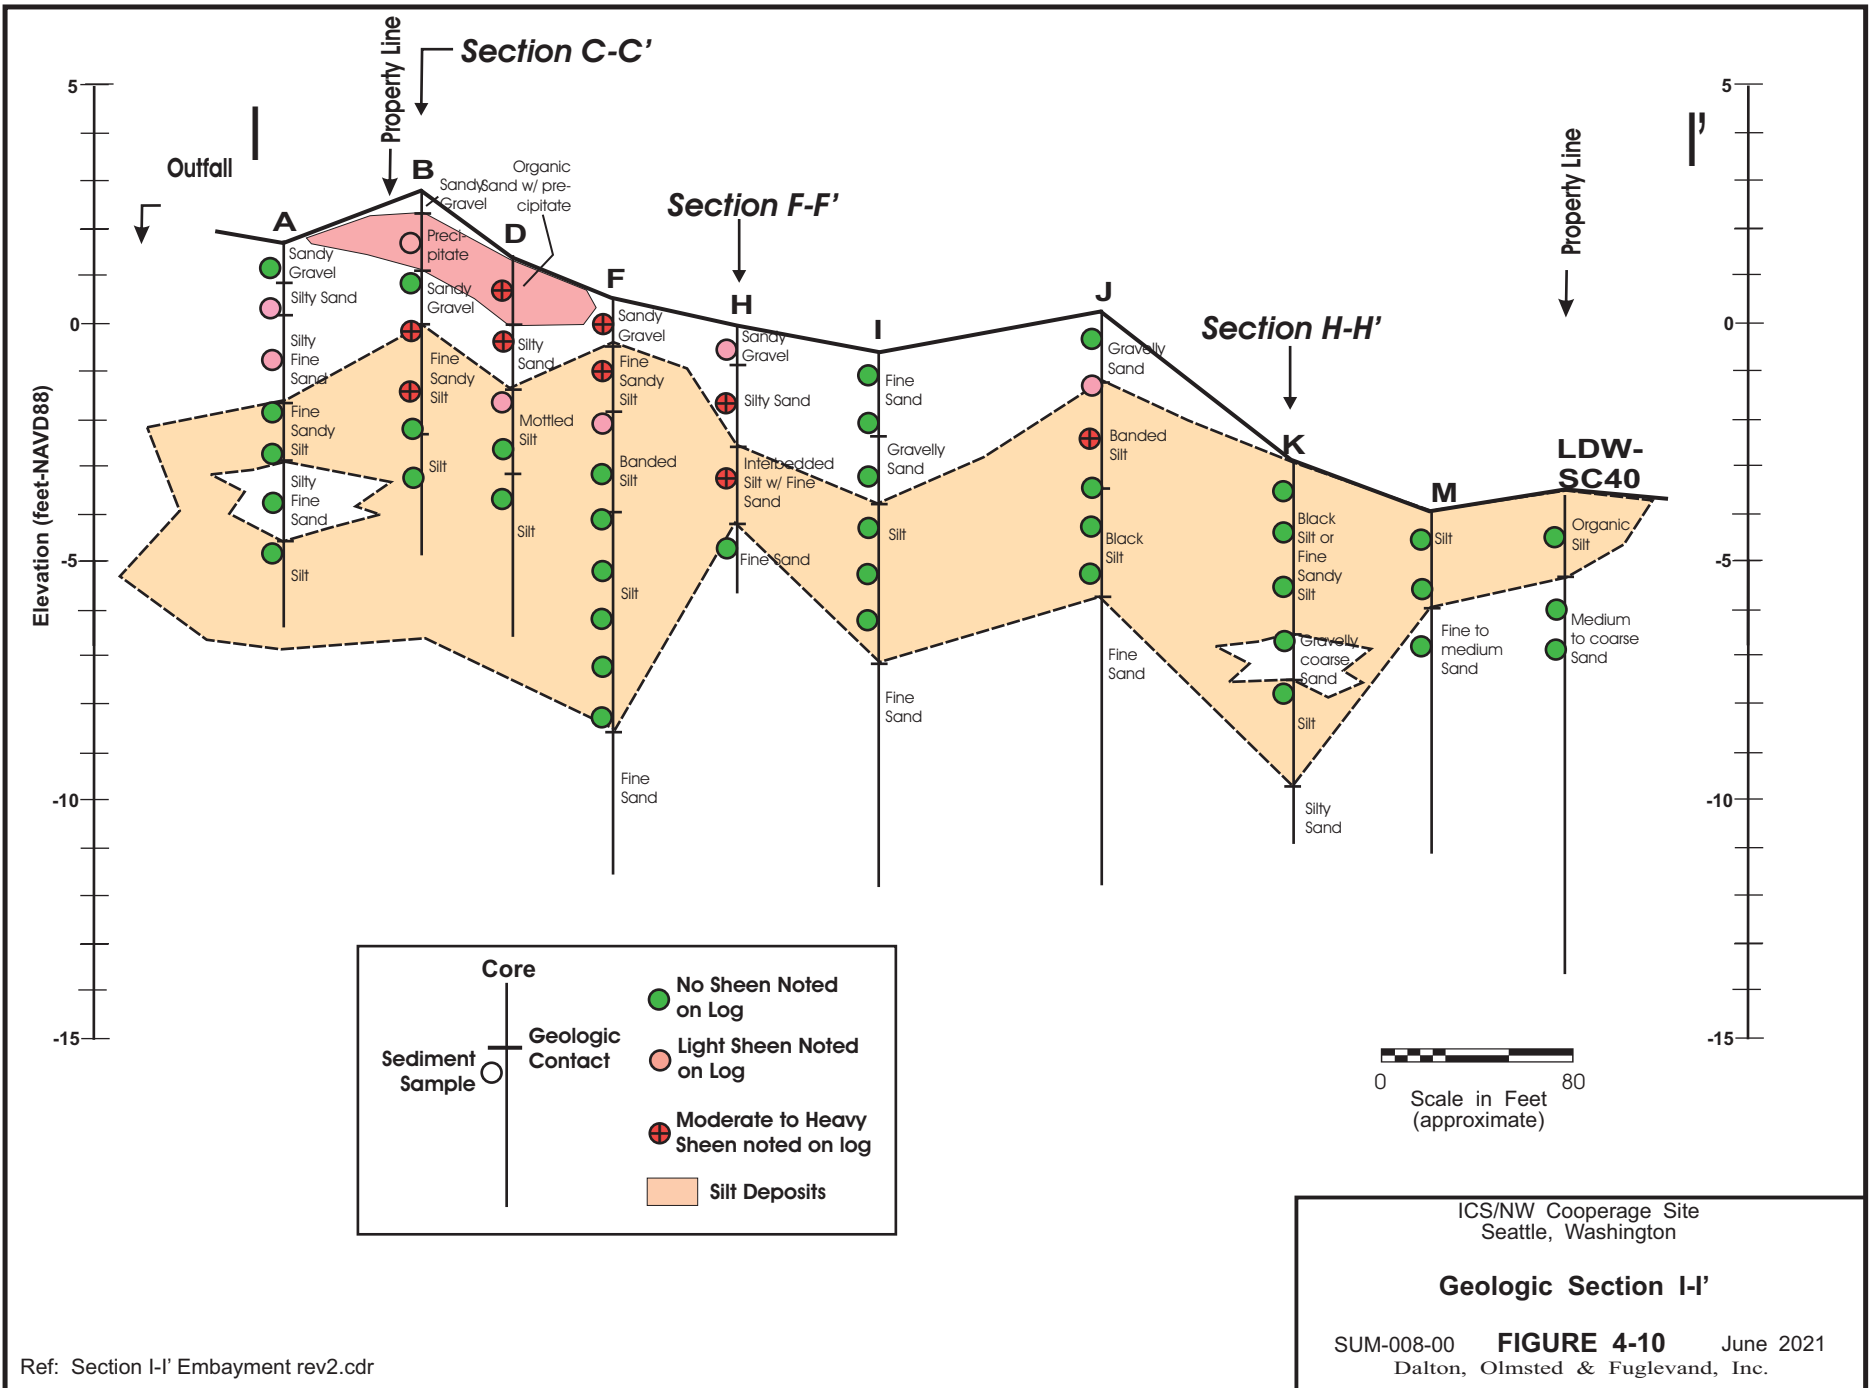 Property Line
Section C-C'
5
5
I
I'
Property Line
Outfall
B
Organic
Sand w/ pre-
cipitate
Sandy
Gravel
Section F-F'
A
D
Preci-
pitate
Sandy
Gravel
F
Silty Sand
Sandy
Gravel
H
J
Section H-H'
0
0
Sandy
Gravel
I
Silty
Fine
Sand
Silty
Sand
Sandy
Gravel
Gravelly
Sand
Fine
Sandy
Silt
Fine
Sandy
Silt
Silty Sand
Fine
Sand
Fine
Sandy
Silt
Mottled
Silt
Banded
Silt
K
LDW-
SC40
Silt
Banded
Silt
Interbedded
Silt w/ Fine
Sand
Gravelly
Sand
Silty
Fine
Sand
M
Silt
Silt
Black
Silt
Black
Silt or
Fine
Sandy
Silt
Silt
Organic
Silt
Elevation (feet-NAVD88)
-5
-5
Silt
Fine Sand
Silt
Gravelly
coarse
Sand
Fine to
medium
Sand
Medium
to coarse
Sand
Fine
Sand
Fine
Sand
Silt
Fine
Sand
Silty
Sand
-10
-10
-15
-15
Core
Geologic
Contact
Sediment
Sample
No Sheen Noted
on Log
Light Sheen Noted
on Log
Moderate to Heavy
Sheen noted on log
Silt Deposits
0
80
Scale in Feet
(approximate)
ICS/NW Cooperage Site
Seattle, Washington
Geologic Section I-I'
SUM-008-00 FIGURE 4-10 June 2021
Dalton, Olmsted & Fuglevand, Inc.
Ref: Section I-I' Embayment rev2.cdr